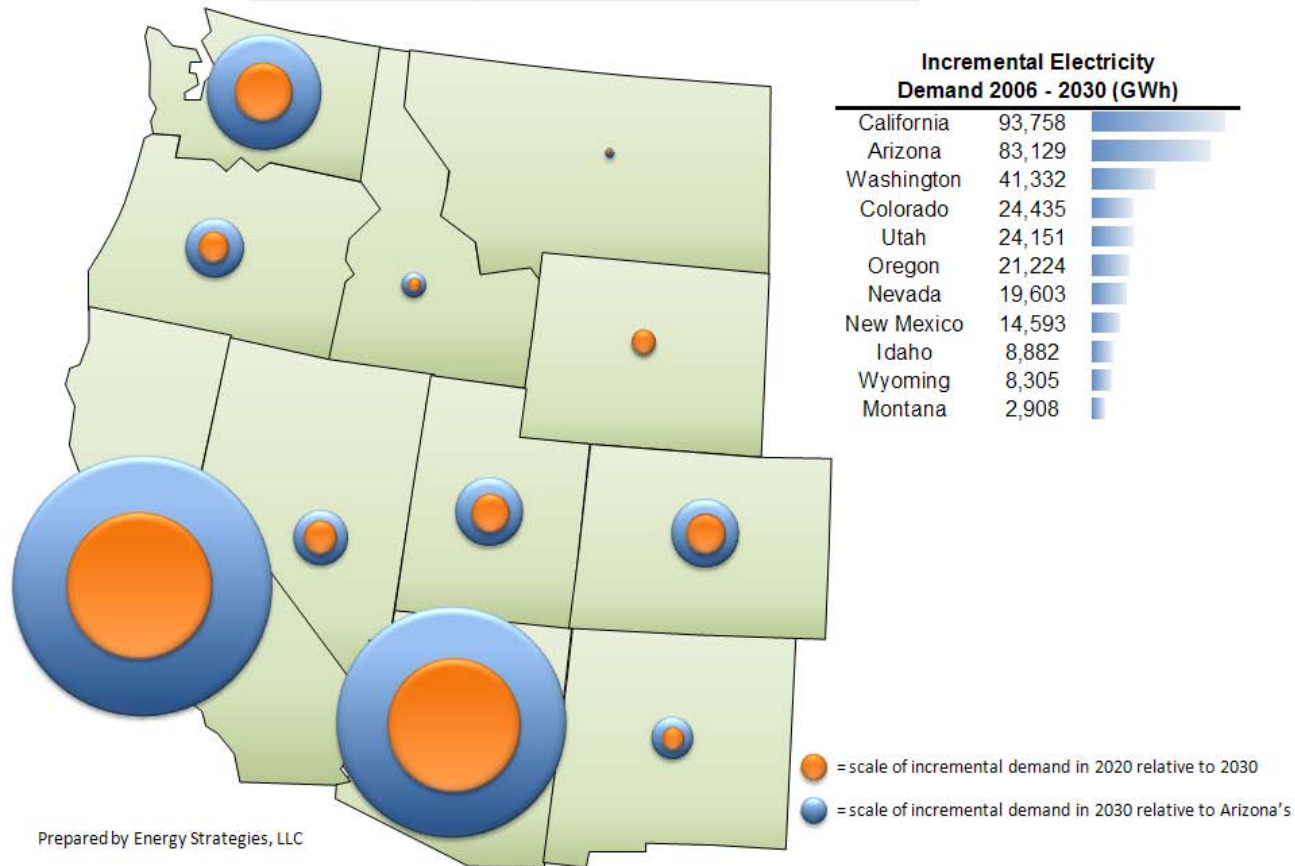 Incremental Electricity
Demand 2006 - 2030 (GWh)
California 93,758
Arizona 83,129
Washington 41,332
Colorado 24,435
Utah 24,151
Oregon 21,224
Nevada 19,603
New Mexico 14,593
Idaho 8,882
Wyoming 8,305
Montana 2,908
= scale of incremental demand in 2020 relative to 2030
= scale of incremental demand in 2030 relative to Arizona's
Prepared by Energy Strategies, LLC